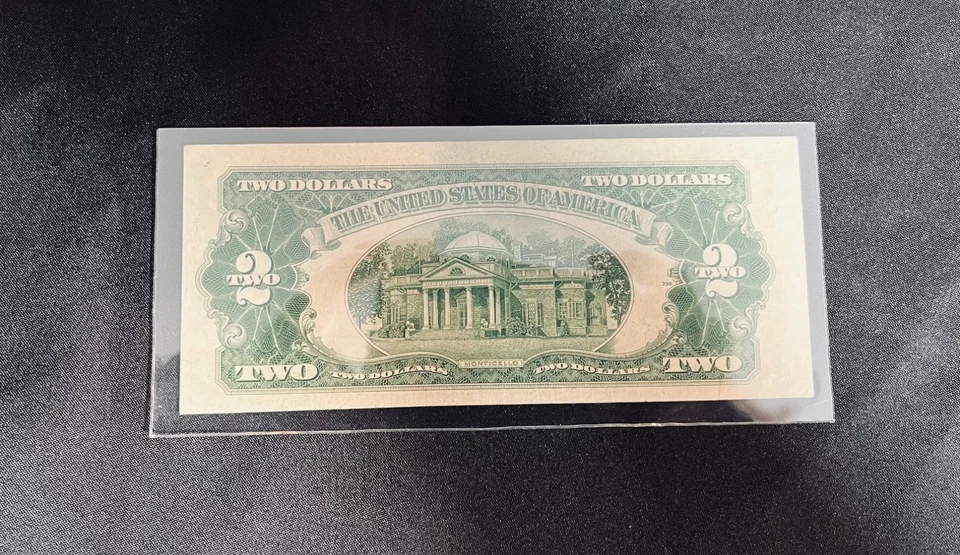 TWO DOLLARS TWO DOLLARS
THE UNITED STATES OF AMERICA
2 TWO 2 TWO
MONTICELLO
TWO TWO DOLLARS TWO DOLLARS TWO